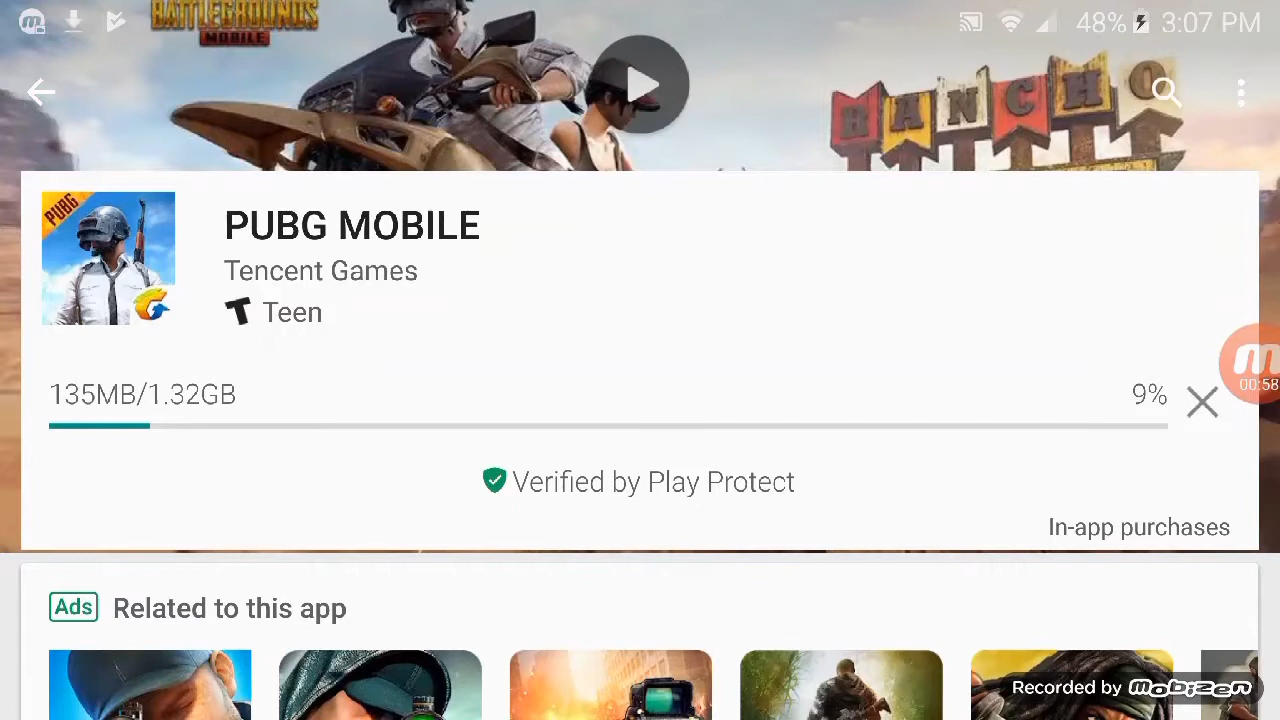 BATTLEGROUNDS
MOBILE
48% 3:07 PM
RANCHO
PUBG
PUBG MOBILE
Tencent Games
T Teen
135MB/1.32GB
9%
00:58
Verified by Play Protect
In-app purchases
Ads Related to this app
Recorded by mobizen